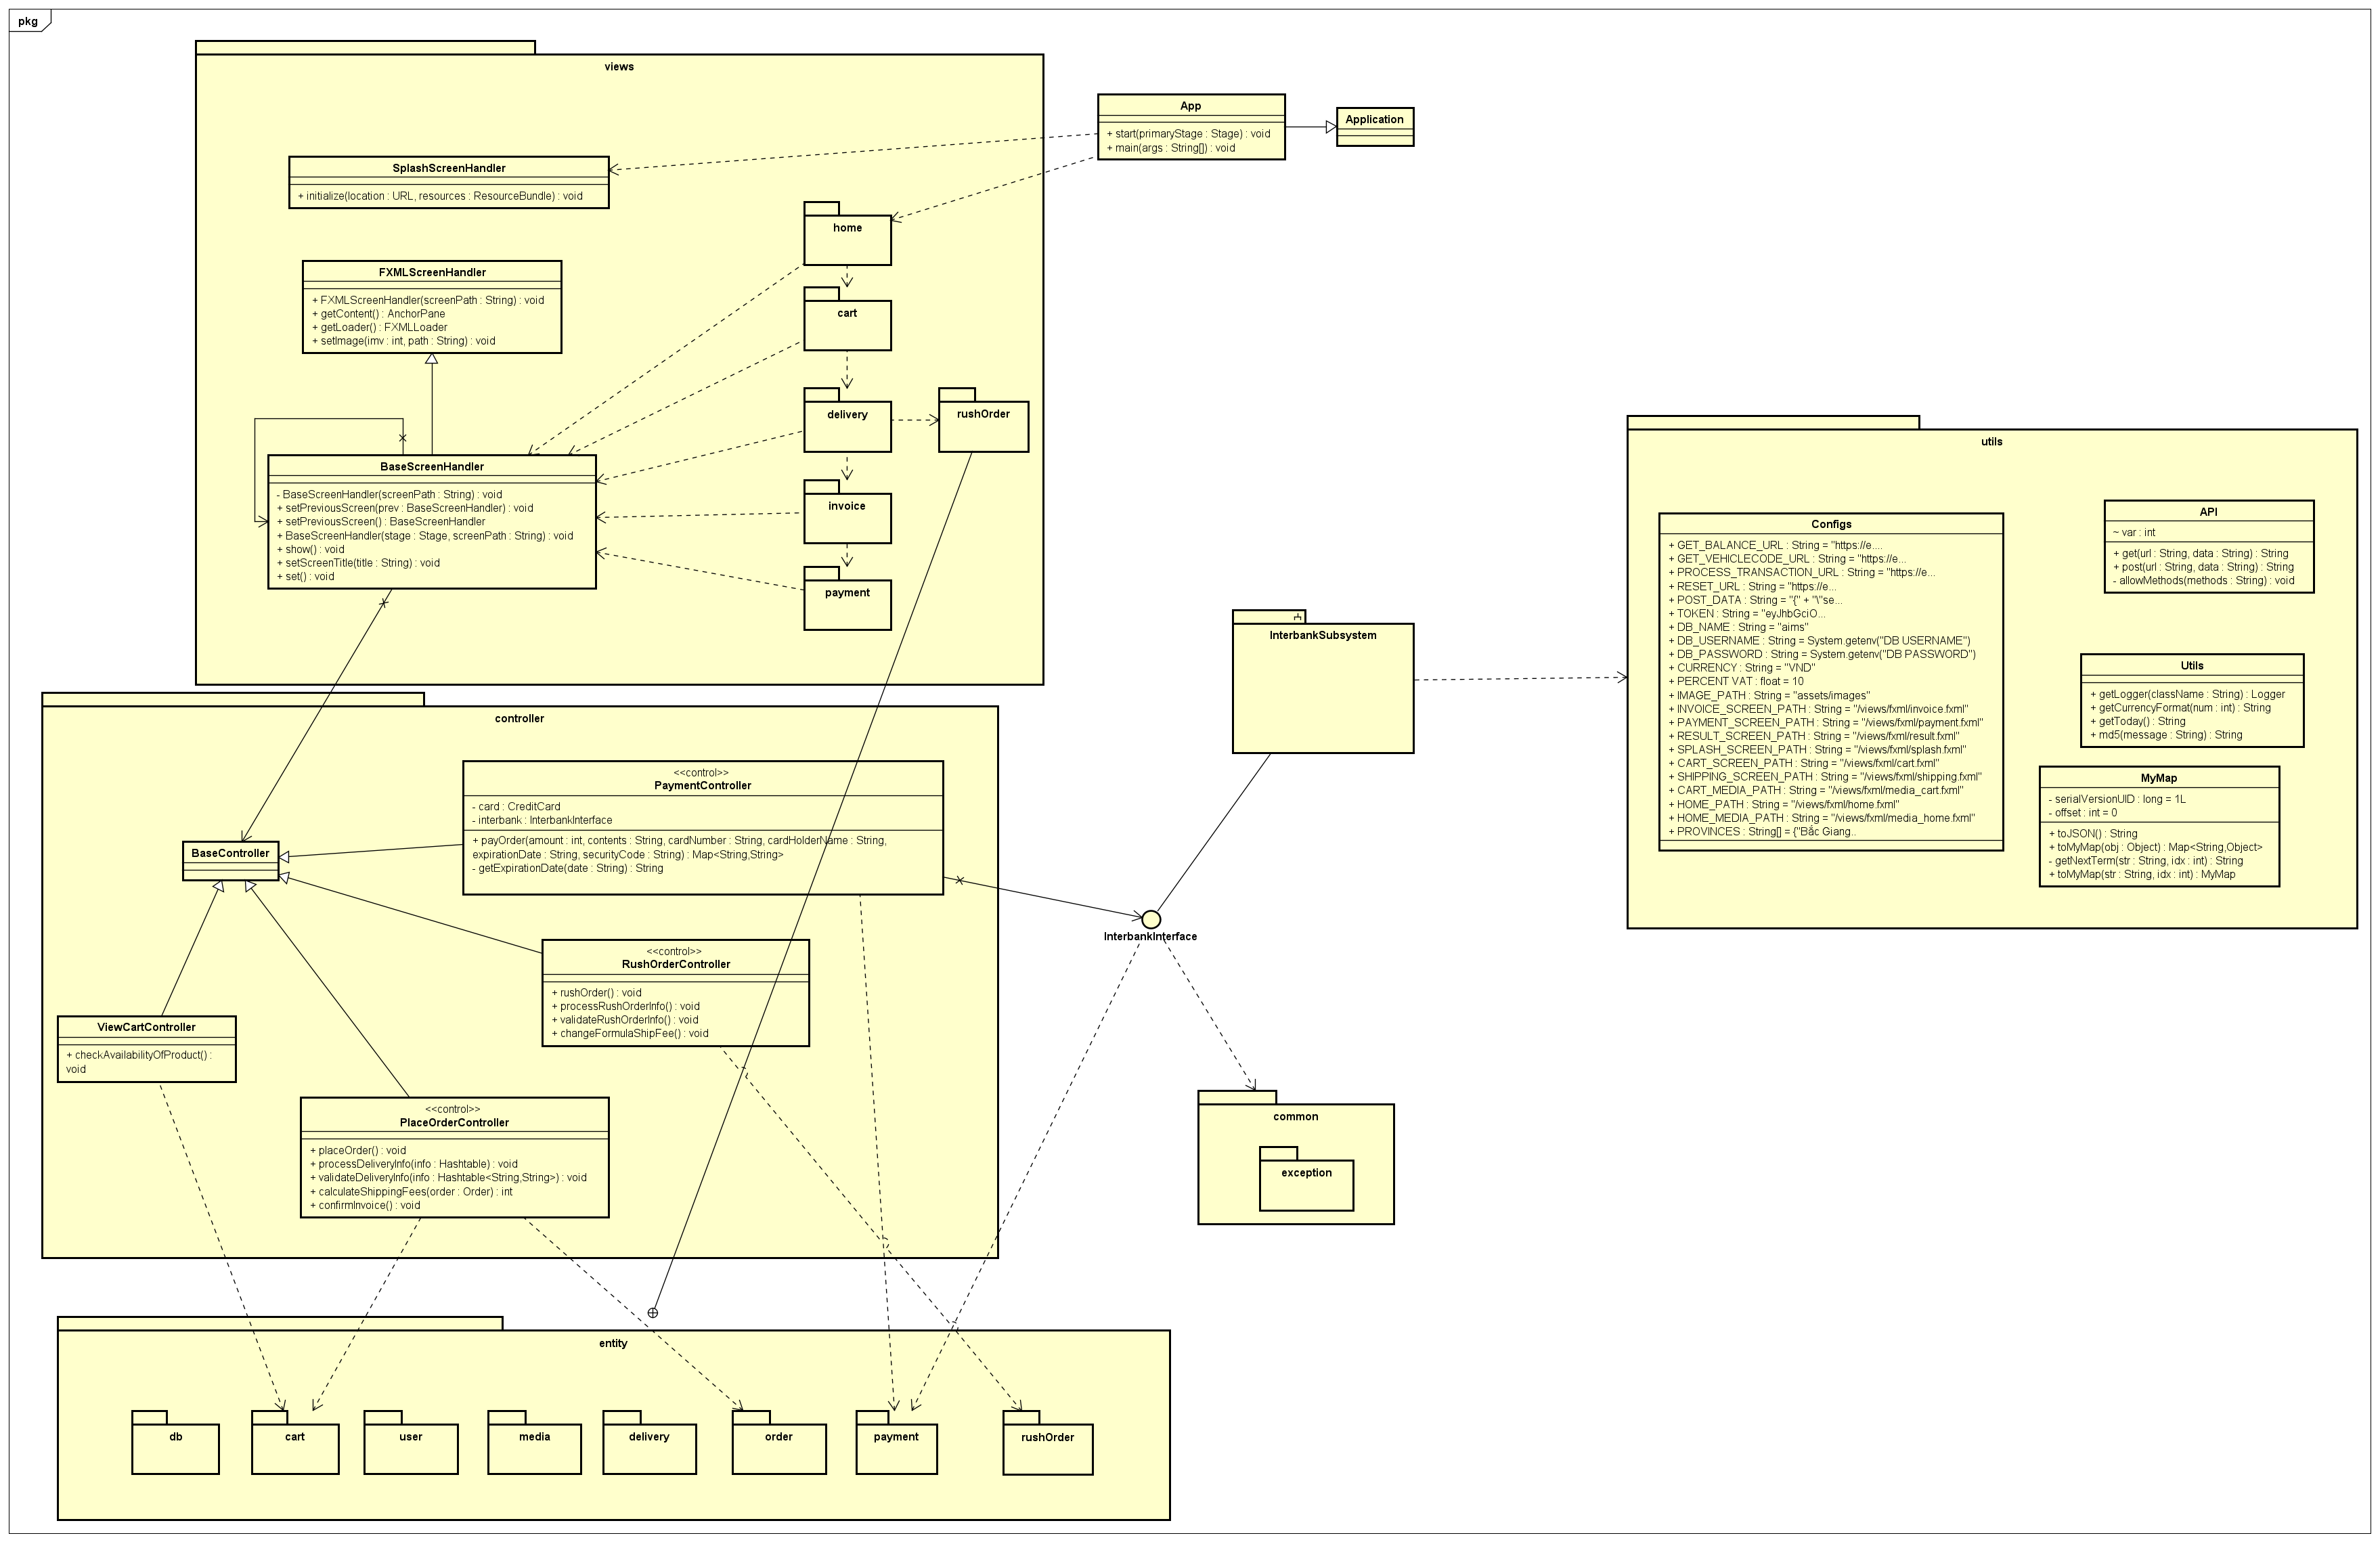 pkg
views
App
+ start(primaryStage : Stage) : void
+ main(args : String[]) : void
Application
SplashScreenHandler
+ initialize(location : URL, resources : ResourceBundle) : void
home
FXMLScreenHandler
+ FXMLScreenHandler(screenPath : String) : void
+ getContent() : AnchorPane
+ getLoader() : FXMLLoader
+ setImage(imv : int, path : String) : void
cart
delivery
rushOrder
BaseScreenHandler
- BaseScreenHandler(screenPath : String) : void
+ setPreviousScreen(prev : BaseScreenHandler) : void
+ setPreviousScreen() : BaseScreenHandler
+ BaseScreenHandler(stage : Stage, screenPath : String) : void
+ show() : void
+ setScreenTitle(title : String) : void
+ set() : void
invoice
payment
utils
Configs
+ GET_BALANCE_URL : String = "https://e....
+ GET_VEHICLECODE_URL : String = "https://e...
+ PROCESS_TRANSACTION_URL : String = "https://e...
+ RESET_URL : String = "https://e...
+ POST_DATA : String = "{" + "\"se...
+ TOKEN : String = "eyJhbGciO...
+ DB_NAME : String = "aims"
+ DB_USERNAME : String = System.getenv("DB USERNAME")
+ DB_PASSWORD : String = System.getenv("DB PASSWORD")
+ CURRENCY : String = "VND"
+ PERCENT VAT : float = 10
+ IMAGE_PATH : String = "assets/images"
+ INVOICE_SCREEN_PATH : String = "/views/fxml/invoice.fxml"
+ PAYMENT_SCREEN_PATH : String = "/views/fxml/payment.fxml"
+ RESULT_SCREEN_PATH : String = "/views/fxml/result.fxml"
+ SPLASH_SCREEN_PATH : String = "/views/fxml/splash.fxml"
+ CART_SCREEN_PATH : String = "/views/fxml/cart.fxml"
+ SHIPPING_SCREEN_PATH : String = "/views/fxml/shipping.fxml"
+ CART_MEDIA_PATH : String = "/views/fxml/media_cart.fxml"
+ HOME_PATH : String = "/views/fxml/home.fxml"
+ HOME_MEDIA_PATH : String = "/views/fxml/media_home.fxml"
+ PROVINCES : String[] = {"Bắc Giang..
API
~ var : int
+ get(url : String, data : String) : String
+ post(url : String, data : String) : String
- allowMethods(methods : String) : void
Utils
+ getLogger(className : String) : Logger
+ getCurrencyFormat(num : int) : String
+ getToday() : String
+ md5(message : String) : String
MyMap
- serialVersionUID : long = 1L
- offset : int = 0
+ toJSON() : String
+ toMyMap(obj : Object) : Map<String,Object>
- getNextTerm(str : String, idx : int) : String
+ toMyMap(str : String, idx : int) : MyMap
InterbankSubsystem
InterbankInterface
common
exception
controller
<<control>>
PaymentController
- card : CreditCard
- interbank : InterbankInterface
+ payOrder(amount : int, contents : String, cardNumber : String, cardHolderName : String,
expirationDate : String, securityCode : String) : Map<String,String>
- getExpirationDate(date : String) : String
BaseController
<<control>>
RushOrderController
+ rushOrder() : void
+ processRushOrderInfo() : void
+ validateRushOrderInfo() : void
+ changeFormulaShipFee() : void
ViewCartController
+ checkAvailabilityOfProduct() :
void
<<control>>
PlaceOrderController
+ placeOrder() : void
+ processDeliveryInfo(info : Hashtable) : void
+ validateDeliveryInfo(info : Hashtable<String,String>) : void
+ calculateShippingFees(order : Order) : int
+ confirmInvoice() : void
entity
db
cart
user
media
delivery
order
payment
rushOrder